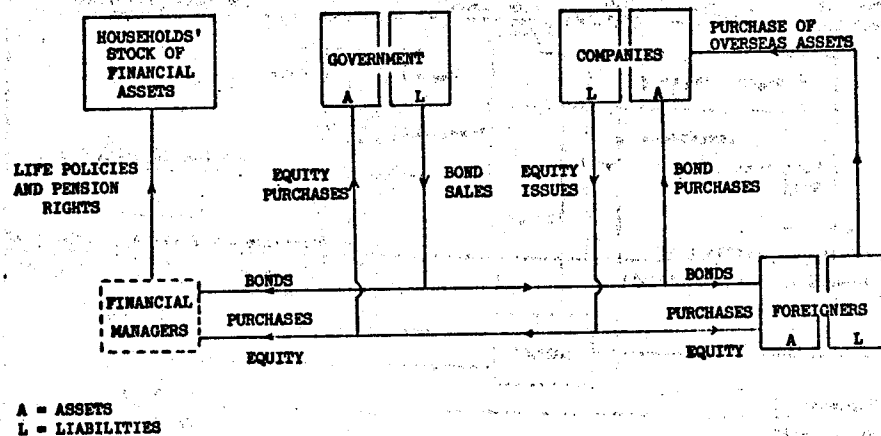 HOUSEHOLDS'
STOCK OF
FINANCIAL
ASSETS
GOVERNMENT
A
L
COMPANIES
L
A
PURCHASE OF
OVERSEAS ASSETS
LIFE POLICIES
AND PENSION
RIGHTS
EQUITY
PURCHASES
BOND
SALES
EQUITY
ISSUES
BOND
PURCHASES
FINANCIAL
MANAGERS
BONDS
PURCHASES
EQUITY
BONDS
PURCHASES
EQUITY
FOREIGNERS
A
L
A = ASSETS
L = LIABILITIES